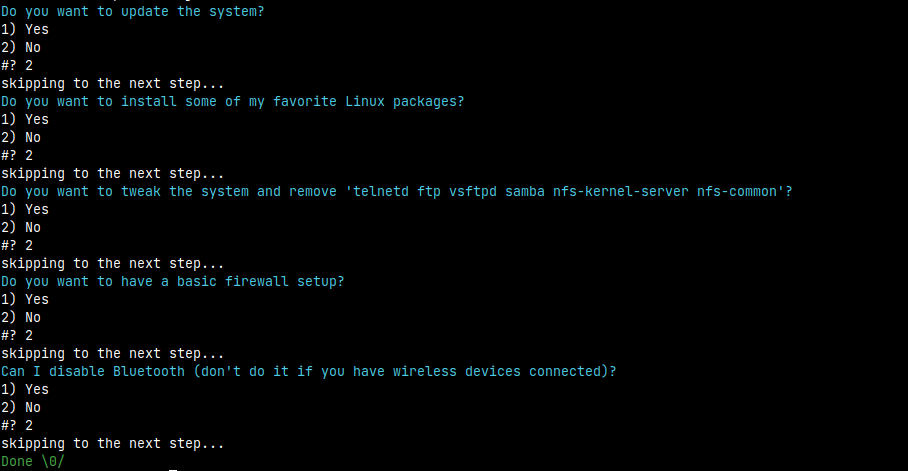 Do you want to update the system?
1) Yes
2) No
#? 2
skipping to the next step...
Do you want to install some of my favorite Linux packages?
1) Yes
2) No
#? 2
skipping to the next step...
Do you want to tweak the system and remove 'telnetd ftp vsftpd samba nfs-kernel-server nfs-common'?
1) Yes
2) No
#? 2
skipping to the next step...
Do you want to have a basic firewall setup?
1) Yes
2) No
#? 2
skipping to the next step...
Can I disable Bluetooth (don't do it if you have wireless devices connected)?
1) Yes
2) No
#? 2
skipping to the next step...
Done \0/